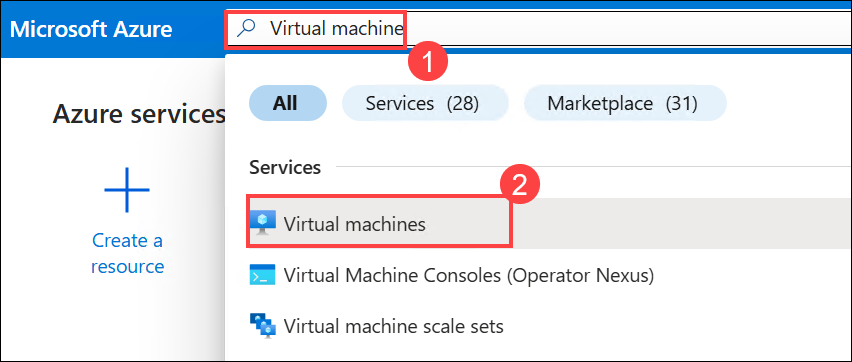 Microsoft Azure
Virtual machine
1
All
Services (28)
Marketplace (31)
Azure services
Services
2
Virtual machines
Create a
resource
Virtual Machine Consoles (Operator Nexus)
Virtual machine scale sets